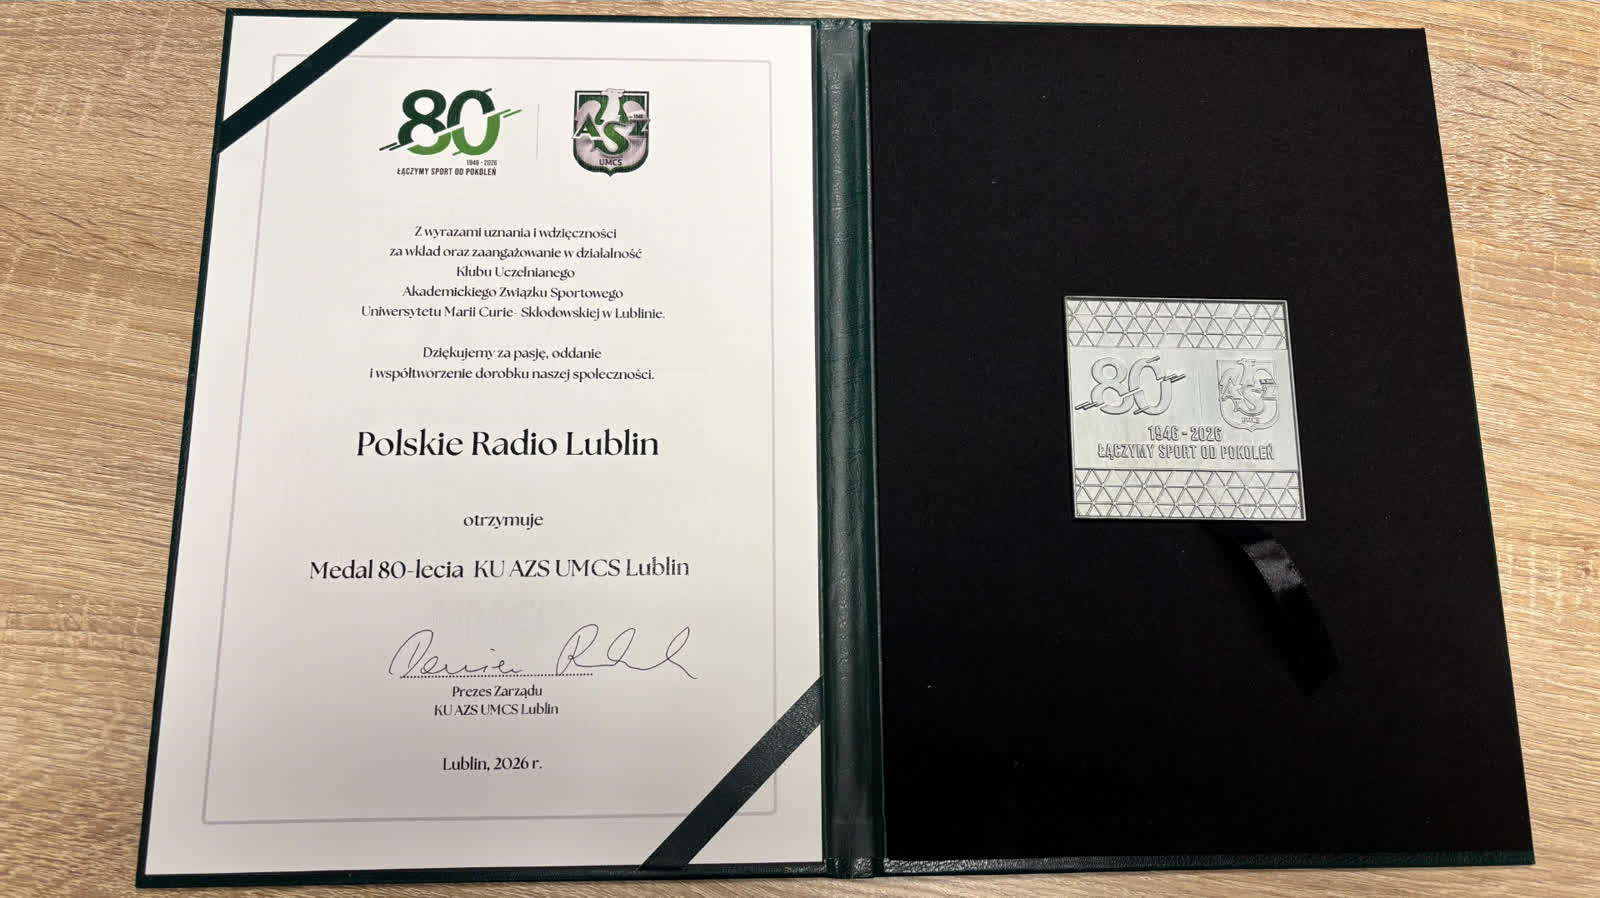 80
1946 - 2026
ŁĄCZYMY SPORT OD POKOLEŃ
AZS
UMCS
Z wyrazami uznania i wdzięczności
za wkład oraz zaangażowanie w działalność
Klubu Uczelnianego
Akademickiego Związku Sportowego
Uniwersytetu Marii Curie- Skłodowskiej w Lublinie.
Dziękujemy za pasję, oddanie
i współtworzenie dorobku naszej społeczności.
Polskie Radio Lublin
otrzymuje
Medal 80-lecia KU AZS UMCS Lublin
Prezes Zarządu
KU AZS UMCS Lublin
Lublin, 2026 r.
80
AZS
UMCS
1946 - 2026
ŁĄCZYMY SPORT OD POKOLEŃ